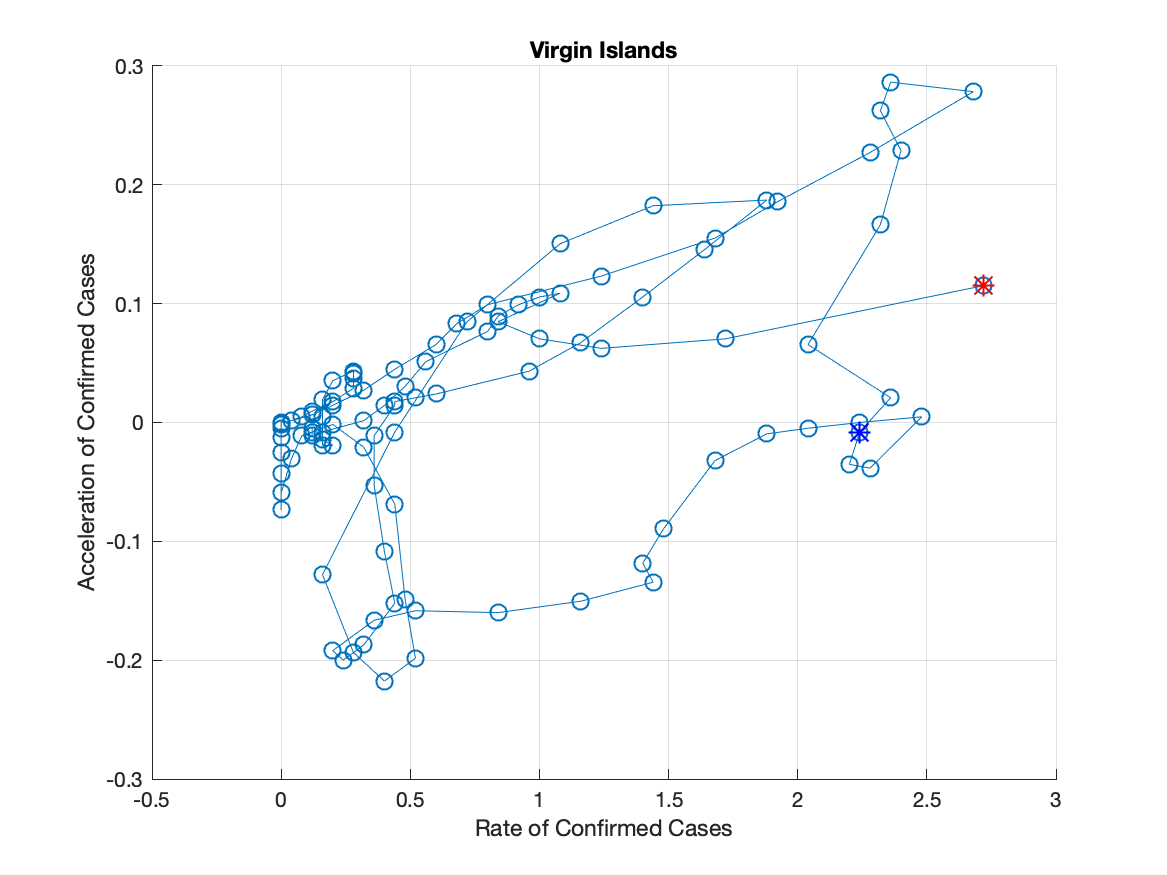 Virgin Islands
0.3
0.2
0.1
0
-0.1
-0.2
-0.3
Acceleration of Confirmed Cases
-0.5 0 0.5 1 1.5 2 2.5 3
Rate of Confirmed Cases